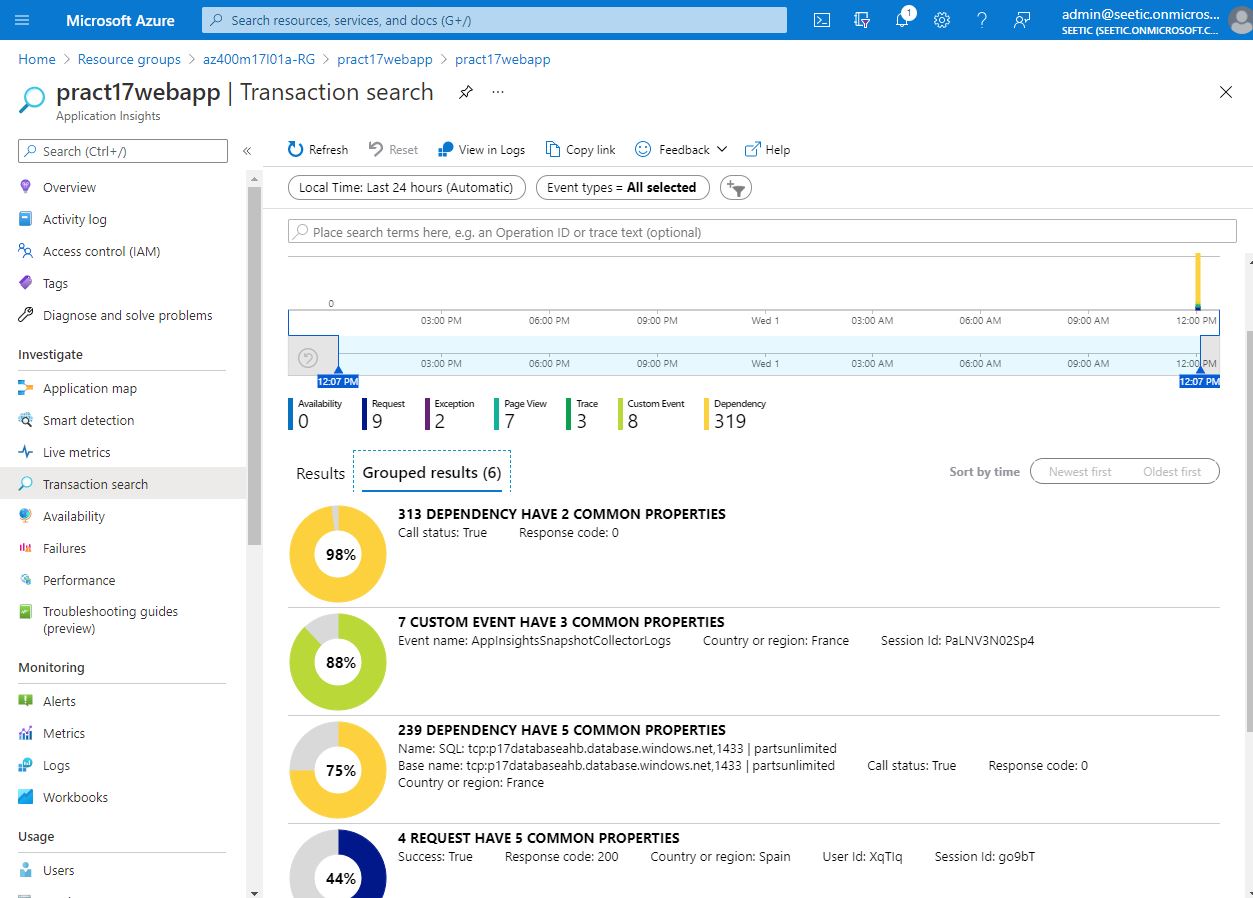 Microsoft Azure
Search resources, services, and docs (G+/)
1
admin@seetic.onmicros...
SEETIC (SEETIC.ONMICROSOFT.C...
Home > Resource groups > az400m17l01a-RG > pract17webapp > pract17webapp
pract17webapp | Transaction search
Application Insights
Search (Ctrl+/)
Overview
Activity log
Access control (IAM)
Tags
Diagnose and solve problems
Investigate
Application map
Smart detection
Live metrics
Transaction search
Availability
Failures
Performance
Troubleshooting guides
(preview)
Monitoring
Alerts
Metrics
Logs
Workbooks
Usage
Users
Refresh Reset View in Logs Copy link Feedback Help
Local Time: Last 24 hours (Automatic) Event types = All selected
Place search terms here, e.g. an Operation ID or trace text (optional)
0
03:00 PM 06:00 PM 09:00 PM Wed 1 03:00 AM 06:00 AM 09:00 AM 12:00 PM
03:00 PM 06:00 PM 09:00 PM Wed 1 03:00 AM 06:00 AM 09:00 AM 12:00 PM
12:07 PM 12:07 PM
Availability Request Exception Page View Trace Custom Event Dependency
0 9 2 7 3 8 319
Results Grouped results (6) Sort by time Newest first Oldest first
98%
313 DEPENDENCY HAVE 2 COMMON PROPERTIES
Call status: True Response code: 0
88%
7 CUSTOM EVENT HAVE 3 COMMON PROPERTIES
Event name: AppInsightsSnapshotCollectorLogs Country or region: France Session Id: PaLNV3N02Sp4
75%
239 DEPENDENCY HAVE 5 COMMON PROPERTIES
Name: SQL: tcp:p17databaseahb.database.windows.net,1433 | partsunlimited
Base name: tcp:p17databaseahb.database.windows.net,1433 | partsunlimited Call status: True Response code: 0
Country or region: France
44%
4 REQUEST HAVE 5 COMMON PROPERTIES
Success: True Response code: 200 Country or region: Spain User Id: XqTIq Session Id: go9bT